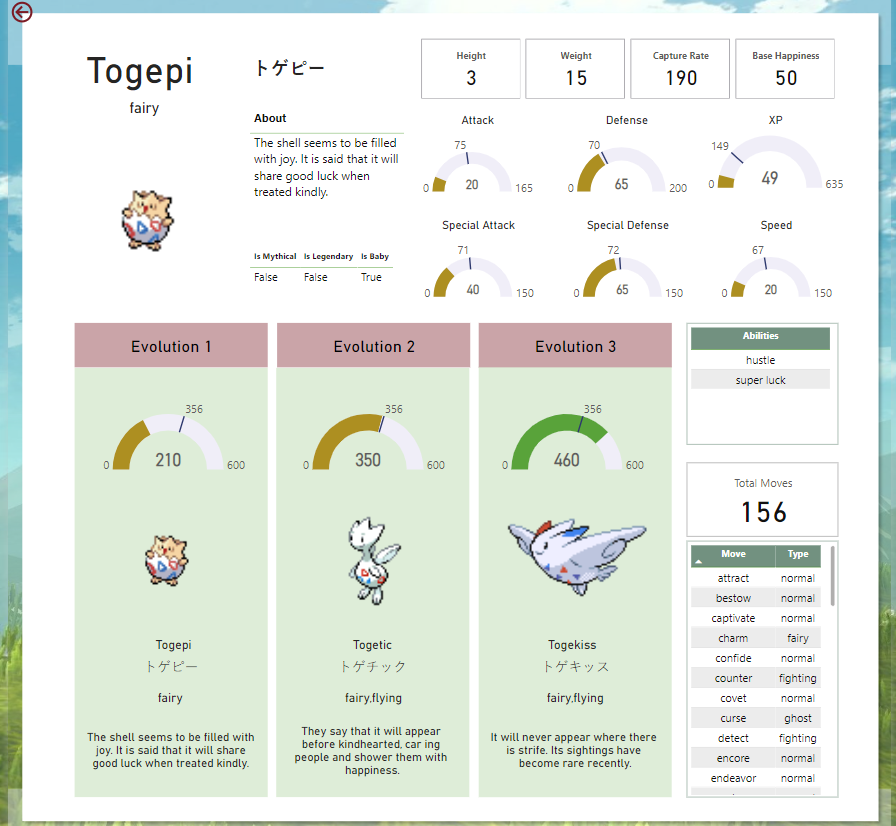 Togepi
fairy
トゲピー
Height
3
Weight
15
Capture Rate
190
Base Happiness
50
About
The shell seems to be filled
with joy. It is said that it will
share good luck when
treated kindly.
Is Mythical Is Legendary Is Baby
False False True
Attack
75
0 20 165
Defense
70
0 65 200
XP
149
0 49 635
Special Attack
71
0 40 150
Special Defense
72
0 65 150
Speed
67
0 20 150
Evolution 1
356
0 210 600
Togepi
トゲピー
fairy
The shell seems to be filled with
joy. It is said that it will share
good luck when treated kindly.
Evolution 2
356
0 350 600
Togetic
トゲチック
fairy,flying
They say that it will appear
before kindhearted, car ing
people and shower them with
happiness.
Evolution 3
356
0 460 600
Togekiss
トゲキッス
fairy,flying
It will never appear where there
is strife. Its sightings have
become rare recently.
Abilities
hustle
super luck
Total Moves
156
Move Type
attract normal
bestow normal
captivate normal
charm fairy
confide normal
counter fighting
covet normal
curse ghost
detect fighting
encore normal
endeavor normal